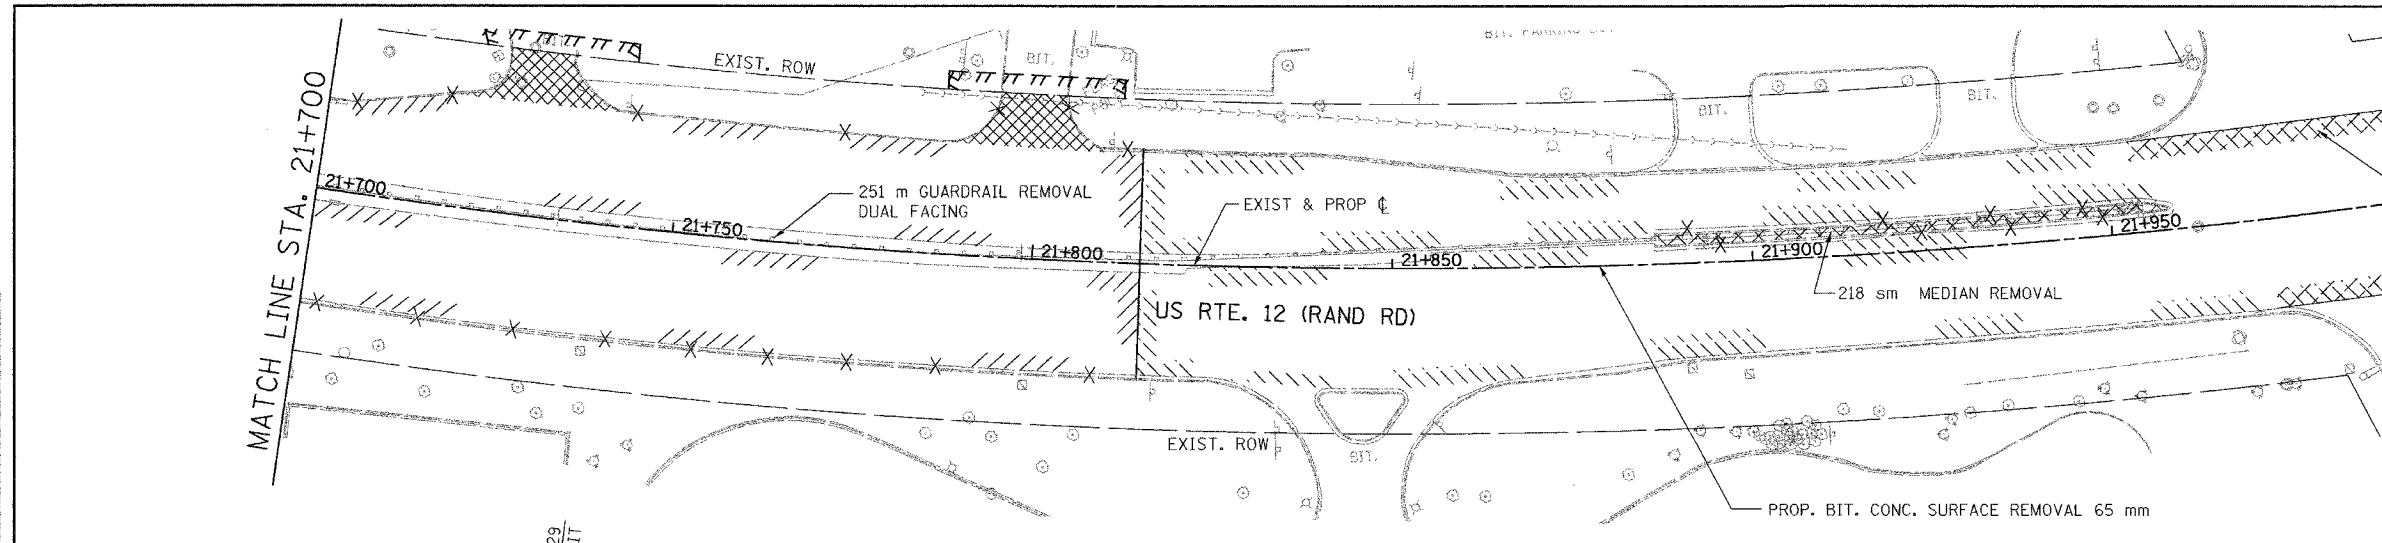 BIT.
EXIST. ROW
BIT.
BIT.
BIT.
MATCH LINE STA. 21+700
21+700
251 m GUARDRAIL REMOVAL
DUAL FACING
21+750
21+800
EXIST & PROP ℄
21+850
21+900
21+950
218 sm MEDIAN REMOVAL
US RTE. 12 (RAND RD)
EXIST. ROW
BIT.
PROP. BIT. CONC. SURFACE REMOVAL 65 mm
29